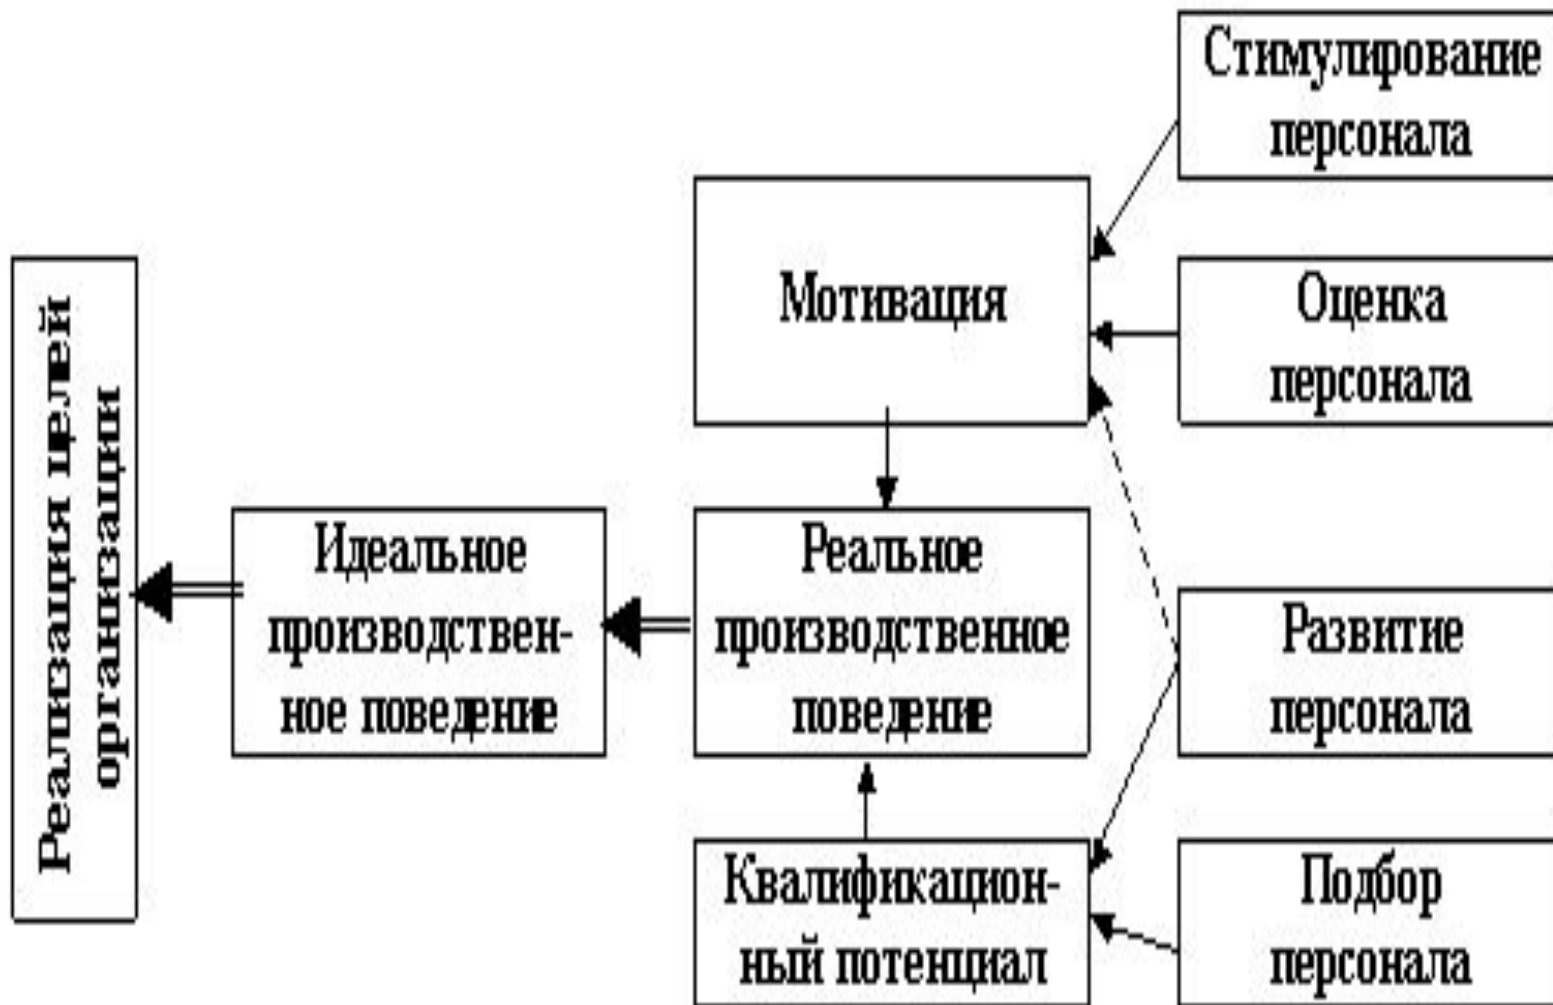 Стимулирование
персонала
Мотивация
Оценка
персонала
Реализация целей
организации
Идеальное
производствен-
ное поведение
Реальное
производственное
поведение
Развитие
персонала
Квалификацион-
ный потенциал
Подбор
персонала